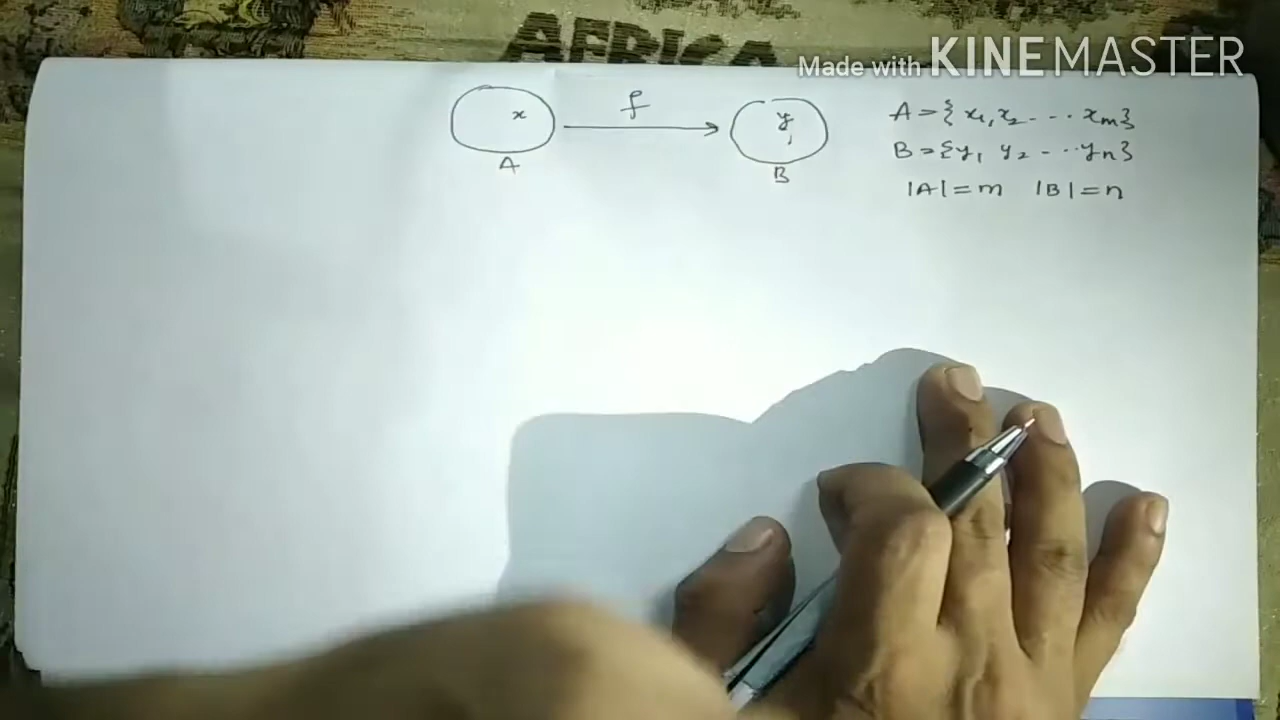 AFRICA
Made with KINEMASTER
x f y
A B
A = { x1, x2 - - - xm}
B = {y1 y2 - - - yn}
|A| = m |B| = n